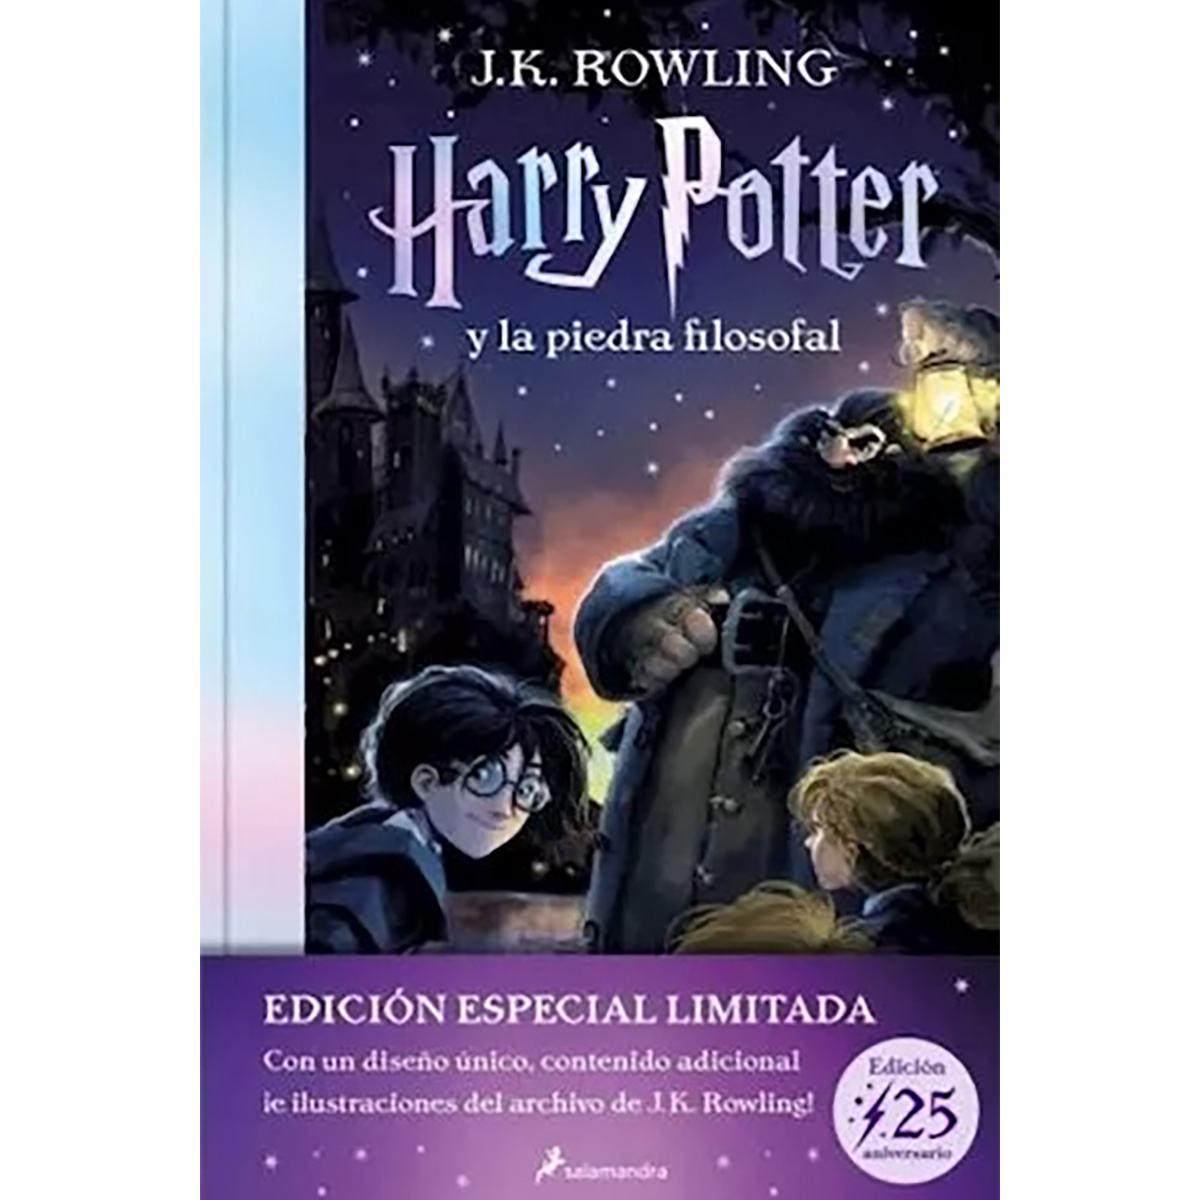 J.K. ROWLING
Harry Potter
y la piedra filosofal
EDICIÓN ESPECIAL LIMITADA
Con un diseño único, contenido adicional
¡e ilustraciones del archivo de J. K. Rowling!
Edición
25
aniversario
salamandra